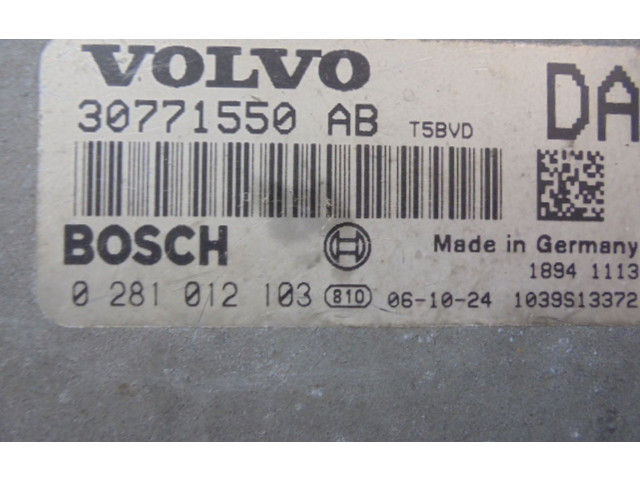 VOLVO
30771550 AB T5BVD DA
BOSCH Made in Germany
1894 1113
0 281 012 103 810 06-10-24 1039S13372